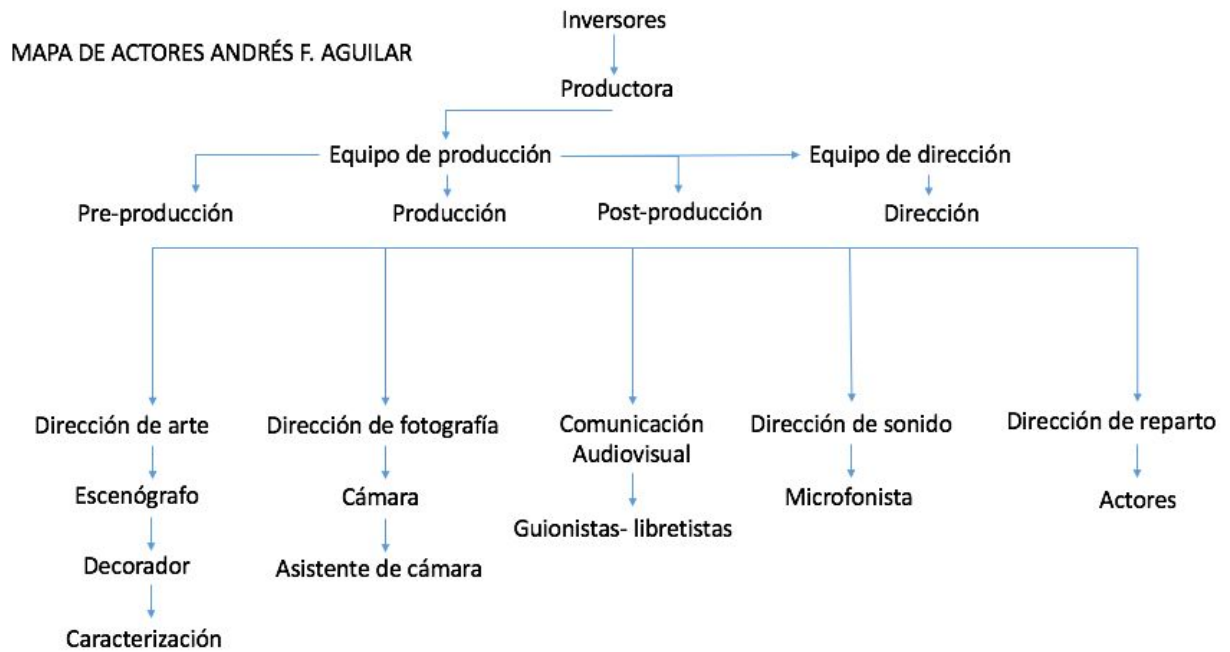 Inversores
MAPA DE ACTORES ANDRÉS F. AGUILAR
Productora
Equipo de producción
Equipo de dirección
Pre-producción
Producción
Post-producción
Dirección
Dirección de arte
Dirección de fotografía
Comunicación
Audiovisual
Dirección de sonido
Dirección de reparto
Escenógrafo
Cámara
Guionistas- libretistas
Microfonista
Actores
Decorador
Asistente de cámara
Caracterización